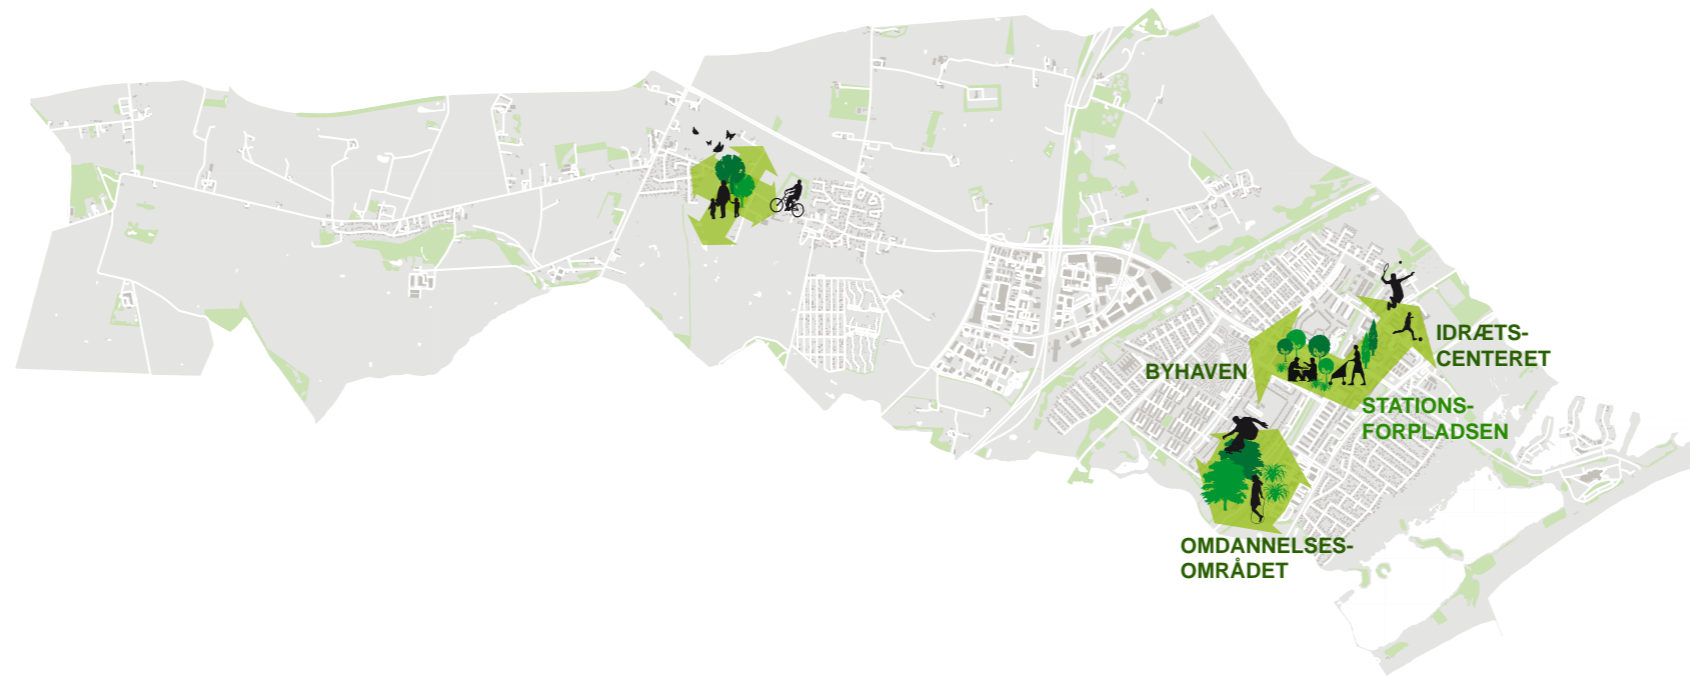 IDRÆTS-
CENTERET
BYHAVEN
STATIONS-
FORPLADSEN
OMDANNELSES-
OMRÅDET